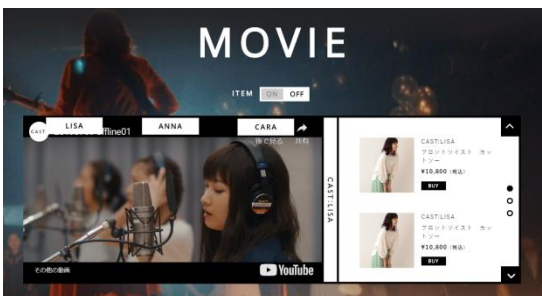 MOVIE
ITEM ON OFF
CAST LISA ANNA CARA
ffline01
後で見る 共有
その他の動画
YouTube
CAST:LISA
CAST:LISA
フロントツイスト カッ
トソー
¥10,800 (税込)
BUY
CAST:LISA
フロントツイスト カッ
トソー
¥10,800 (税込)
BUY